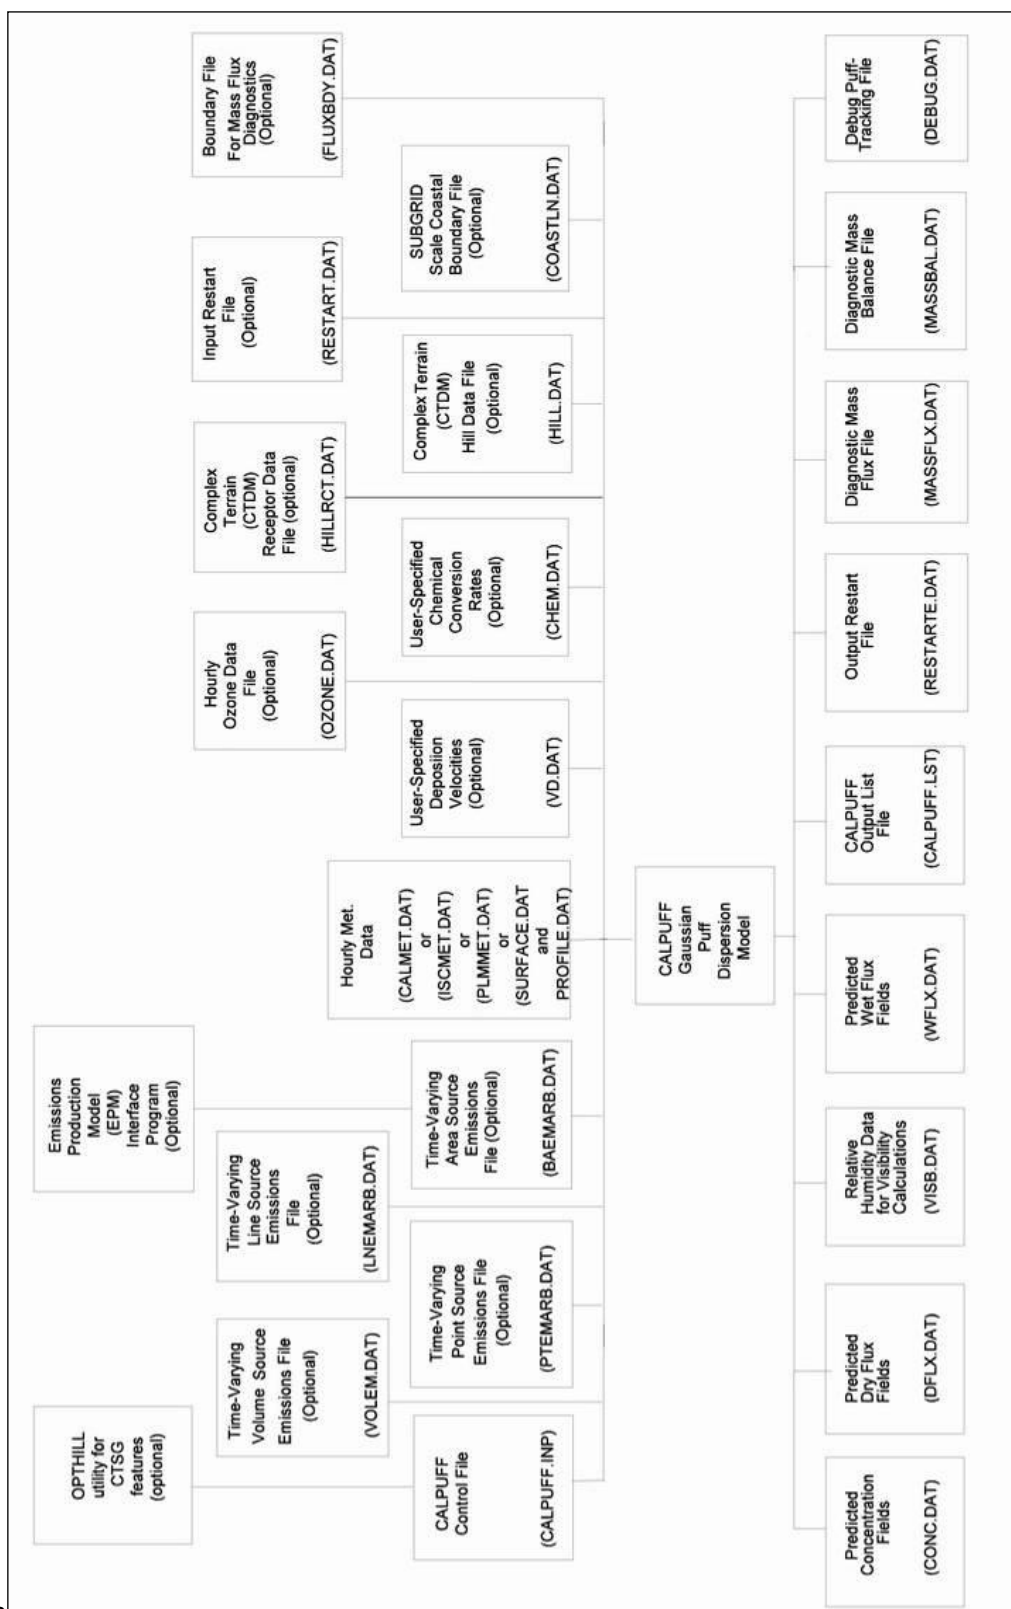 OPTHILL
utility for
CTSG
features
(optional)
Emissions
Production
Model
(EPM)
Interface
Program
(Optional)
Time-Varying
Volume Source
Emissions File
(Optional)
(VOLEM.DAT)
Time-Varying
Line Source
Emissions
File
(Optional)
(LNEMARB.DAT)
Hourly
Ozone Data
File
(Optional)
(OZONE.DAT)
Complex
Terrain
(CTDM)
Receptor Data
File (optional)
(HILLRCT.DAT)
Input Restart
File
(Optional)
(RESTART.DAT)
Boundary File
For Mass Flux
Diagnostics
(Optional)
(FLUXBDY.DAT)
CALPUFF
Control File
(CALPUFF.INP)
Time-Varying
Point Source
Emissions File
(Optional)
(PTEMARB.DAT)
Time-Varying
Area Source
Emissions
File (Optional)
(BAEMARB.DAT)
Hourly Met.
Data
(CALMET.DAT)
or
(ISCMET.DAT)
or
(PLMMET.DAT)
or
(SURFACE.DAT
and
PROFILE.DAT)
User-Specified
Deposiion
Velocities
(Optional)
(VD.DAT)
User-Specified
Chemical
Conversion
Rates
(Optional)
(CHEM.DAT)
Complex Terrain
(CTDM)
Hill Data File
(Optional)
(HILL.DAT)
SUBGRID
Scale Coastal
Boundary File
(Optional)
(COASTLN.DAT)
CALPUFF
Gaussian
Puff
Dispersion
Model
Predicted
Concentration
Fields
(CONC.DAT)
Predicted
Dry Flux
Fields
(DFLX.DAT)
Relative
Humidity Data
for Visibility
Calculations
(VISB.DAT)
Predicted
Wet Flux
Fields
(WFLX.DAT)
CALPUFF
Output List
File
(CALPUFF.LST)
Output Restart
File
(RESTARTE.DAT)
Diagnostic Mass
Flux File
(MASSFLX.DAT)
Diagnostic Mass
Balance File
(MASSBAL.DAT)
Debug Puff-
Tracking File
(DEBUG.DAT)